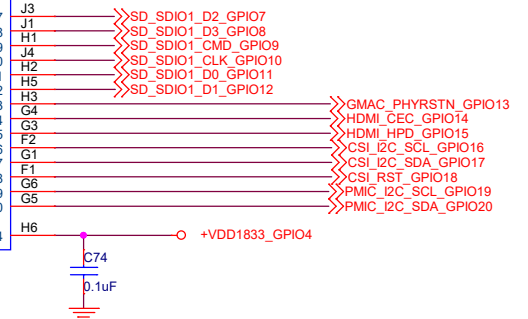 J3 SD_SDIO1_D2_GPIO7
J1 SD_SDIO1_D3_GPIO8
H1 SD_SDIO1_CMD_GPIO9
J4 SD_SDIO1_CLK_GPIO10
H2 SD_SDIO1_D0_GPIO11
H5 SD_SDIO1_D1_GPIO12
H3 GMAC_PHYRSTN_GPIO13
G4 HDMI_CEC_GPIO14
G3 HDMI_HPD_GPIO15
F2 CSI_I2C_SCL_GPIO16
G1 CSI_I2C_SDA_GPIO17
F1 CSI_RST_GPIO18
G6 PMIC_I2C_SCL_GPIO19
G5 PMIC_I2C_SDA_GPIO20
H6 +VDD1833_GPIO4
C74
0.1uF